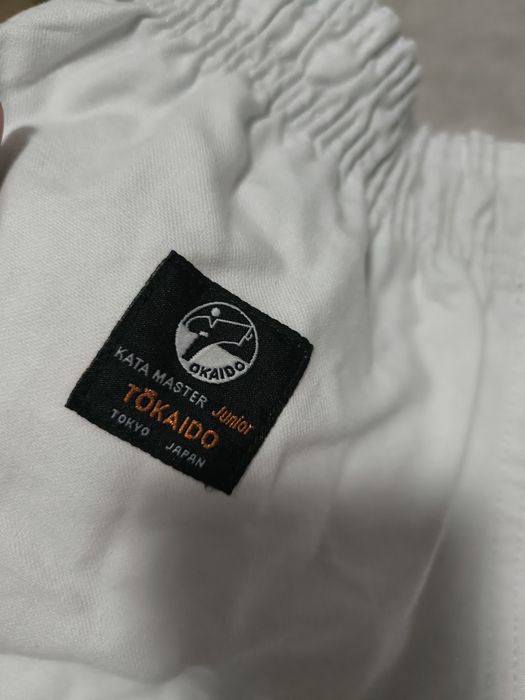 OKAIDO
KATA MASTER Junior
TŌKAIDO
TOKYO JAPAN